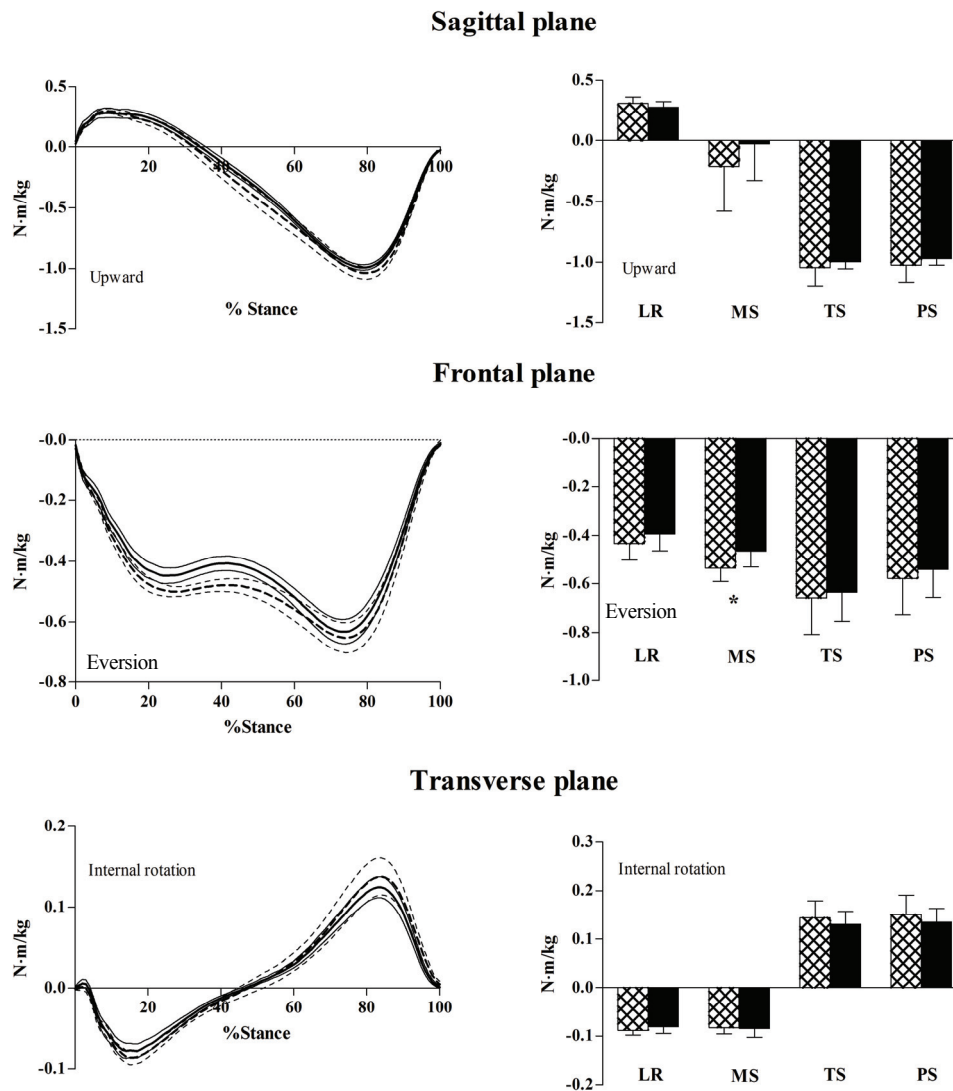 Sagittal plane
0.5
0.0
-0.5
-1.0
-1.5
N·m/kg
20
40
60
80
100
Upward
% Stance
0.5
0.0
-0.5
-1.0
-1.5
N·m/kg
Upward
LR
MS
TS
PS
Frontal plane
-0.0
-0.2
-0.4
-0.6
-0.8
N·m/kg
Eversion
0
20
40
60
80
100
%Stance
-0.0
-0.2
-0.4
-0.6
-0.8
-1.0
N·m/kg
Eversion
*
LR
MS
TS
PS
Transverse plane
0.2
0.1
0.0
-0.1
N·m/kg
Internal rotation
20
40
60
80
100
%Stance
0.3
0.2
0.1
0.0
-0.1
-0.2
N·m/kg
Internal rotation
LR
MS
TS
PS